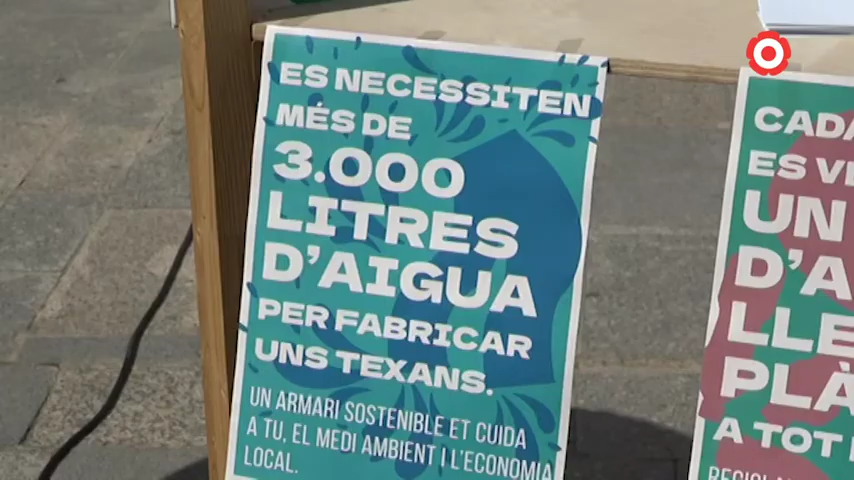 ES NECESSITEN
MÉS DE
3.000
LITRES
D'AIGUA
PER FABRICAR
UNS TEXANS.
UN ARMARI SOSTENIBLE ET CUIDA
A TU, EL MEDI AMBIENT I L'ECONOMIA
LOCAL.
CADA
ES
UN
D'A
A TOT